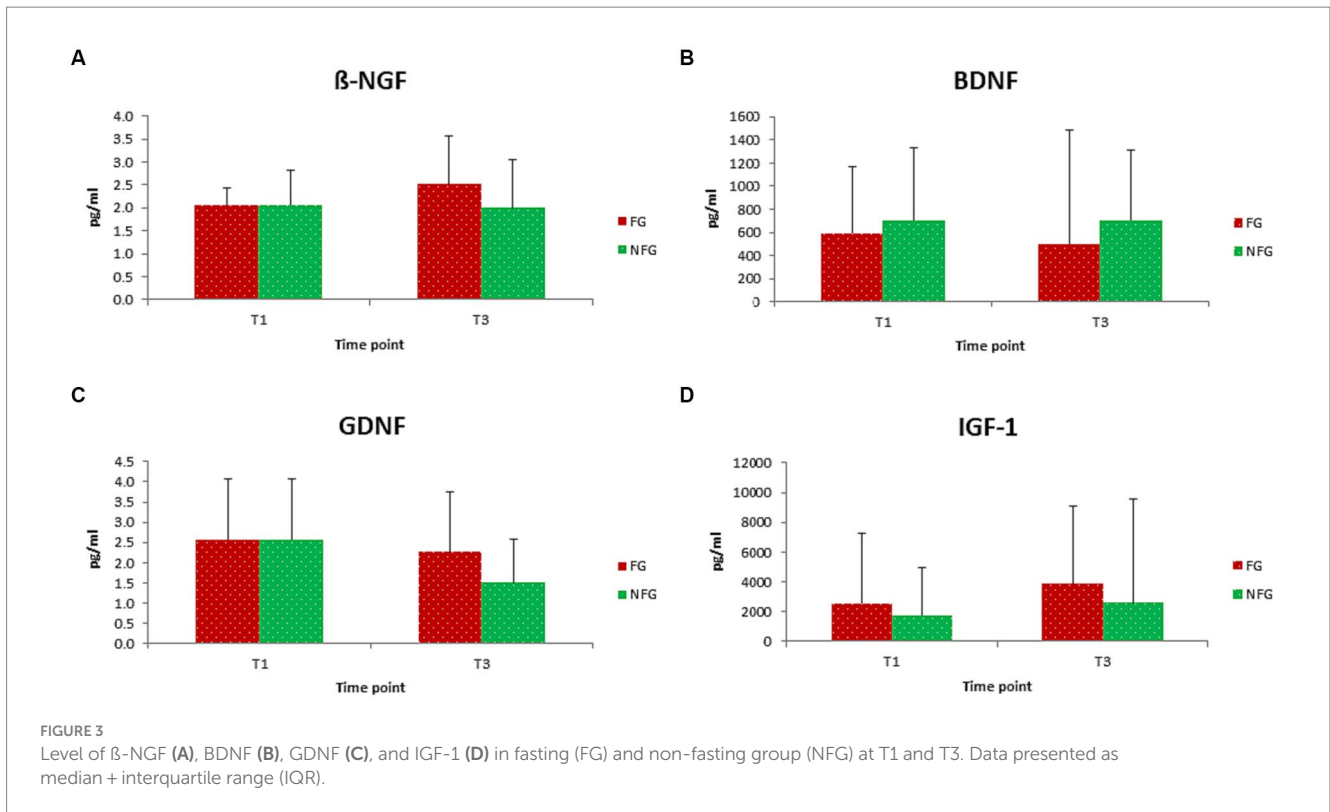 A
ß-NGF
4.0
3.5
3.0
2.5
2.0
1.5
1.0
0.5
0.0
pg/ml
T1
T3
Time point
FG
NFG
B
BDNF
1600
1400
1200
1000
800
600
400
200
0
pg/ml
T1
T3
Time point
FG
NFG
C
GDNF
4.5
4.0
3.5
3.0
2.5
2.0
1.5
1.0
0.5
0.0
pg/ml
T1
T3
Time point
FG
NFG
D
IGF-1
12000
10000
8000
6000
4000
2000
0
pg/ml
T1
T3
Time point
FG
NFG
FIGURE 3
Level of ß-NGF (A), BDNF (B), GDNF (C), and IGF-1 (D) in fasting (FG) and non-fasting group (NFG) at T1 and T3. Data presented as
median + interquartile range (IQR).